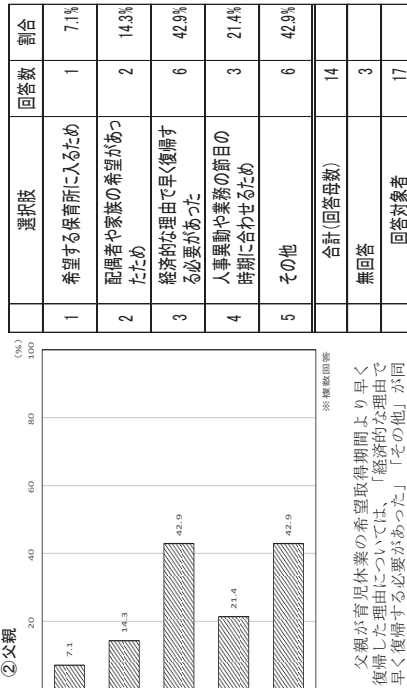 ②父親
(%)
20
40
60
80
100
7.1
14.3
42.9
21.4
42.9
※複数回答
父親が育児休業の希望取得期間より早く
復帰した理由については、「経済的な理由で
早く復帰する必要があった」「その他」が同
選択肢 回答数 割合
1 希望する保育所に入るため 1 7.1%
2 配偶者や家族の希望があっ
たため 2 14.3%
3 経済的な理由で早く復帰す
る必要があった 6 42.9%
4 人事異動や業務の節目の
時期に合わせるため 3 21.4%
5 その他 6 42.9%
合計(回答母数) 14
無回答 3
回答対象者 17